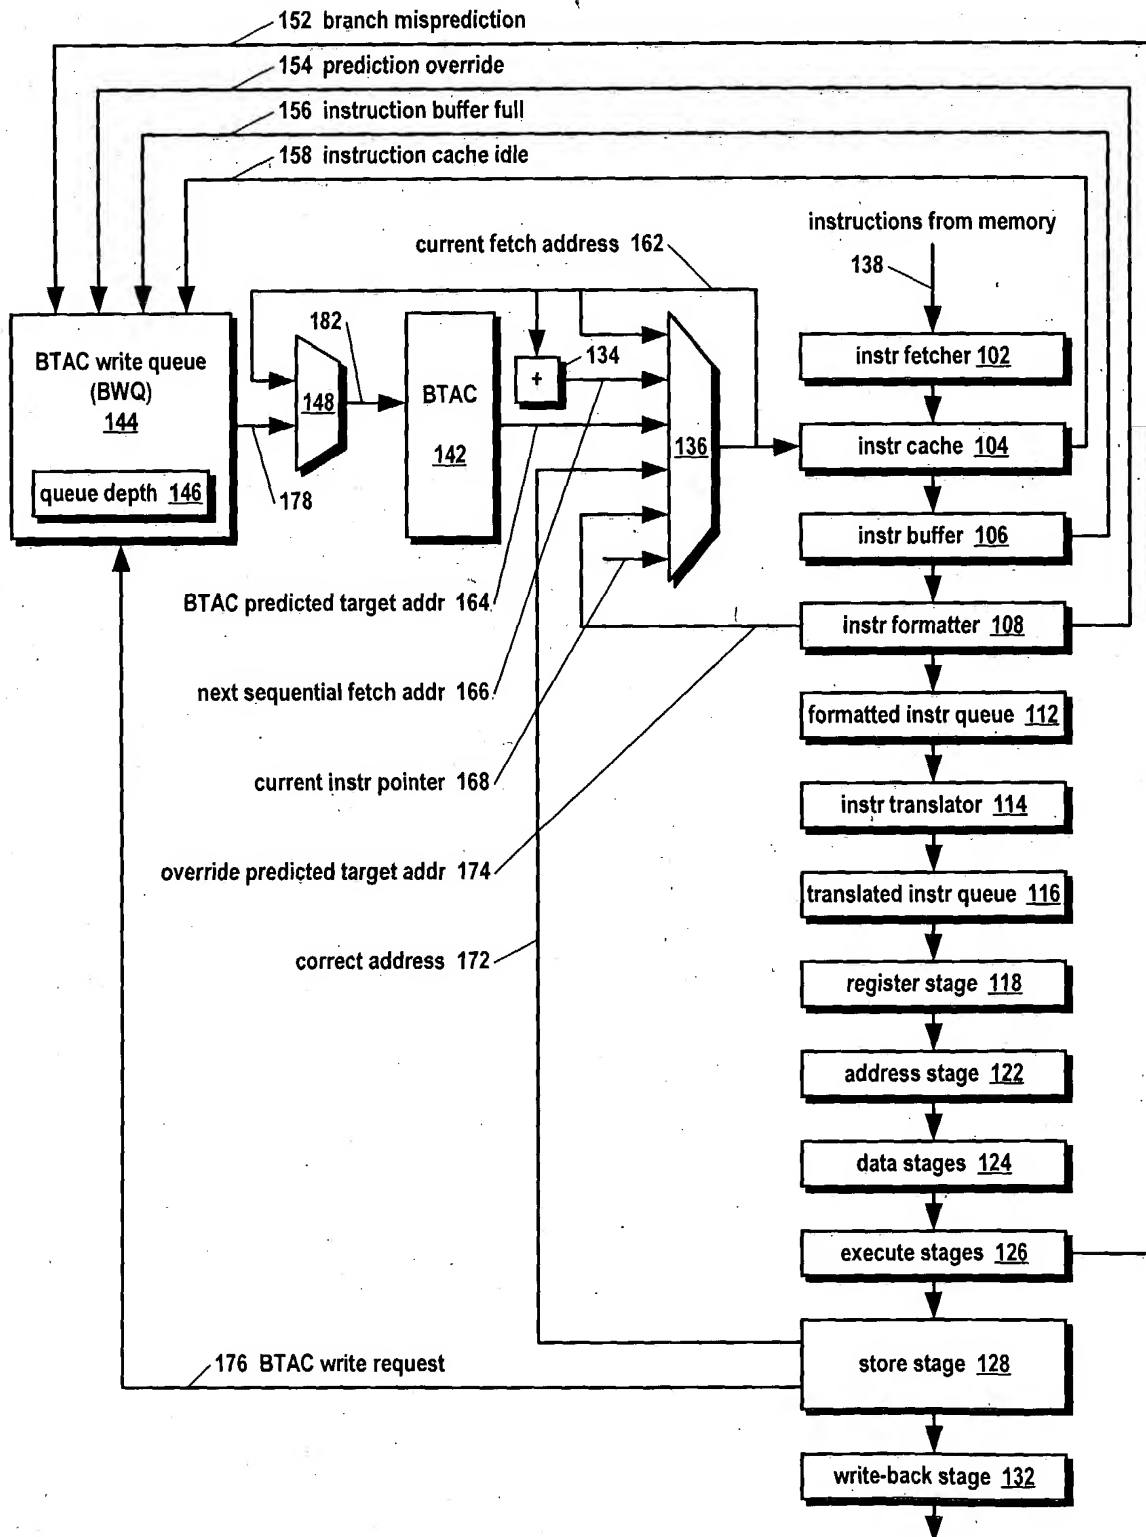 152 branch misprediction
154 prediction override
156 instruction buffer full
158 instruction cache idle
instructions from memory
current fetch address 162
138
182
BTAC write queue
(BWQ)
144
queue depth 146
178
148
BTAC
142
+
134
136
instr fetcher 102
instr cache 104
instr buffer 106
BTAC predicted target addr 164
instr formatter 108
next sequential fetch addr 166
formatted instr queue 112
current instr pointer 168
instr translator 114
override predicted target addr 174
translated instr queue 116
correct address 172
register stage 118
address stage 122
data stages 124
execute stages 126
176 BTAC write request
store stage 128
write-back stage 132